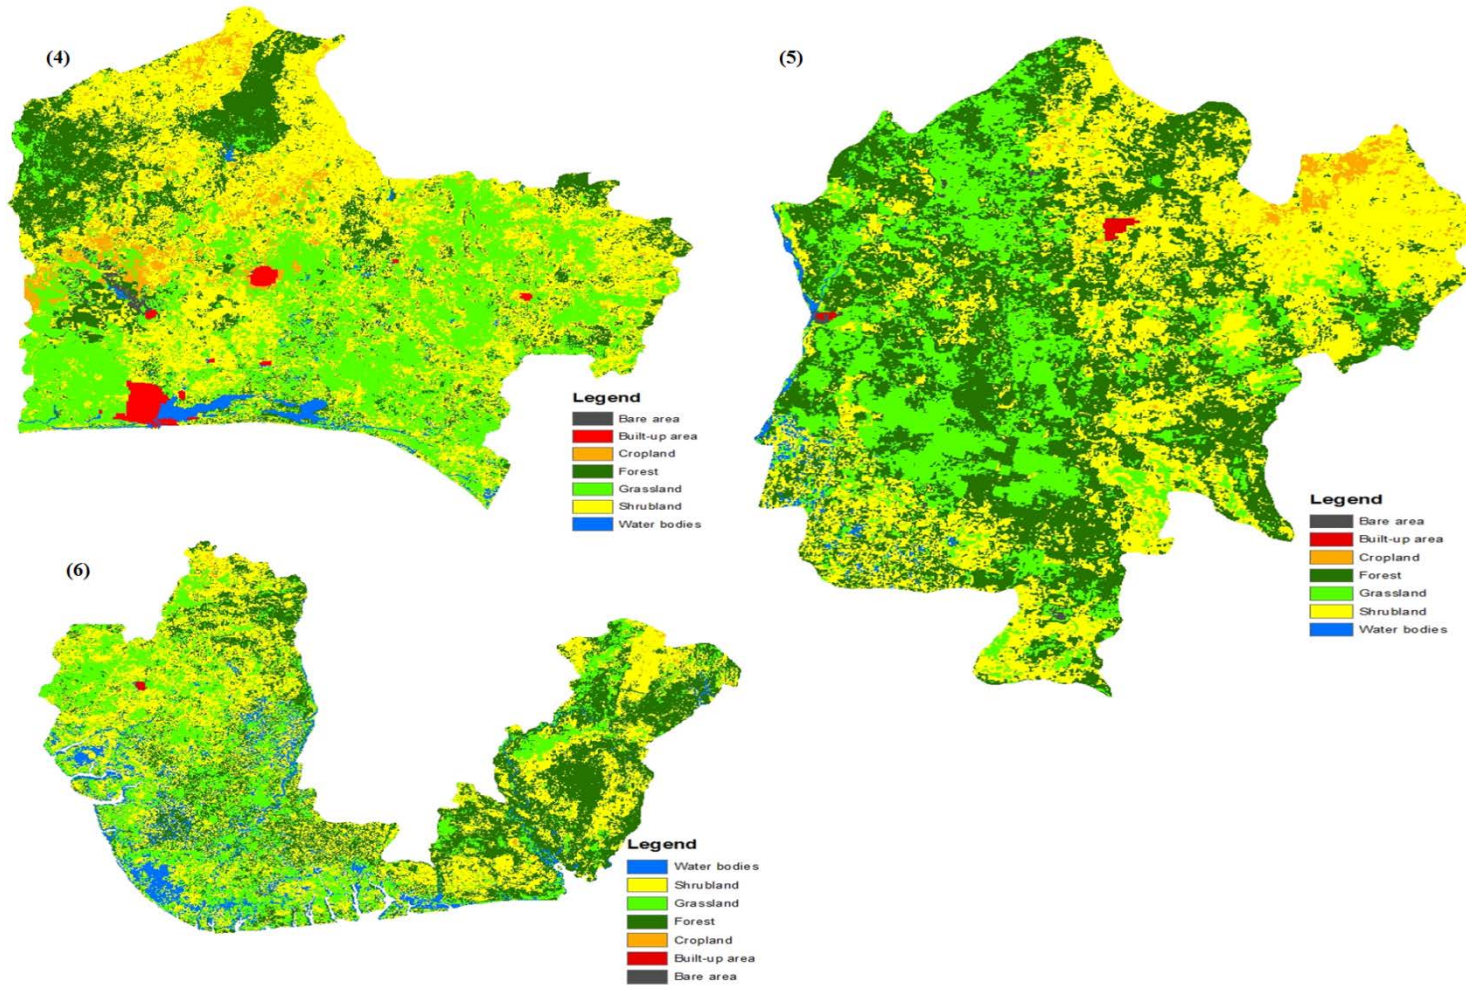 (4)
(5)
Legend
Bare area
Built-up area
Cropland
Forest
Grassland
Shrubland
Water bodies
Legend
Bare area
Built-up area
Cropland
Forest
Grassland
Shrubland
Water bodies
(6)
Legend
Water bodies
Shrubland
Grassland
Forest
Cropland
Built-up area
Bare area